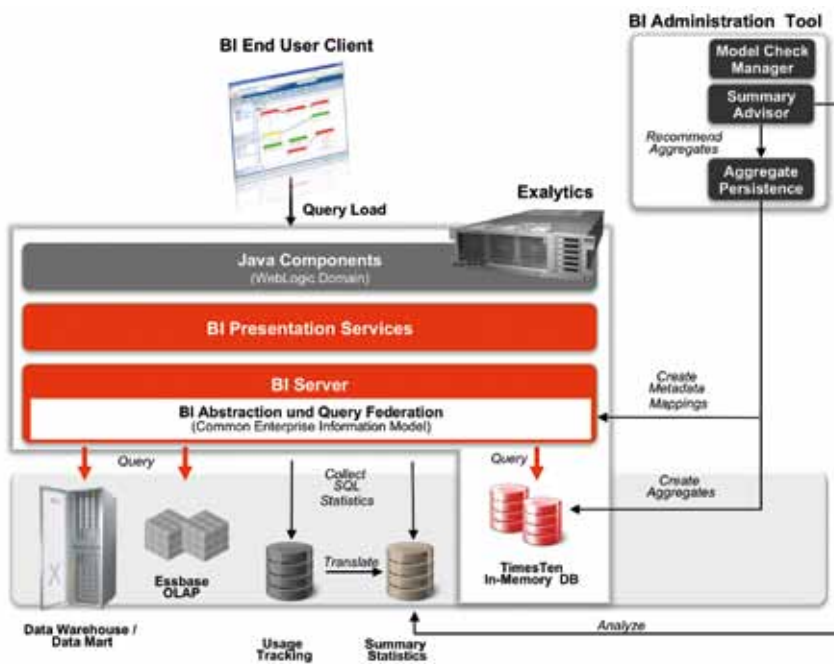 BI Administration Tool
Model Check
Manager
Summary
Advisor
Recommend
Aggregates
Aggregate
Persistence
BI End User Client
Query Load
Exalytics
Java Components
(WebLogic Domain)
BI Presentation Services
BI Server
BI Abstraction und Query Federation
(Common Enterprise Information Model)
Create
Metadata
Mappings
Query
Collect
SQL
Statistics
Query
Create
Aggregates
X
Essbase
OLAP
Translate
TimesTen
In-Memory DB
Data Warehouse /
Data Mart
Usage
Tracking
Summary
Statistics
Analyze